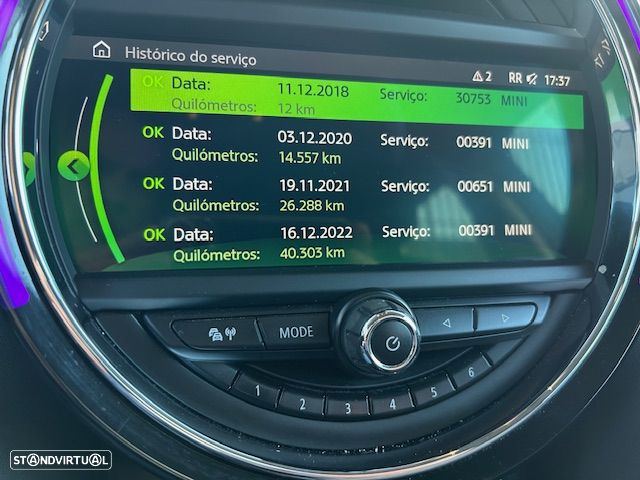 Histórico do serviço
2 RR 17:37
OK Data: 11.12.2018 Serviço: 30753 MINI
Quilómetros: 12 km
OK Data: 03.12.2020 Serviço: 00391 MINI
Quilómetros: 14.557 km
OK Data: 19.11.2021 Serviço: 00651 MINI
Quilómetros: 26.288 km
OK Data: 16.12.2022 Serviço: 00391 MINI
Quilómetros: 40.303 km
MODE
1 2 3 4 5 6
STANDVIRTUAL